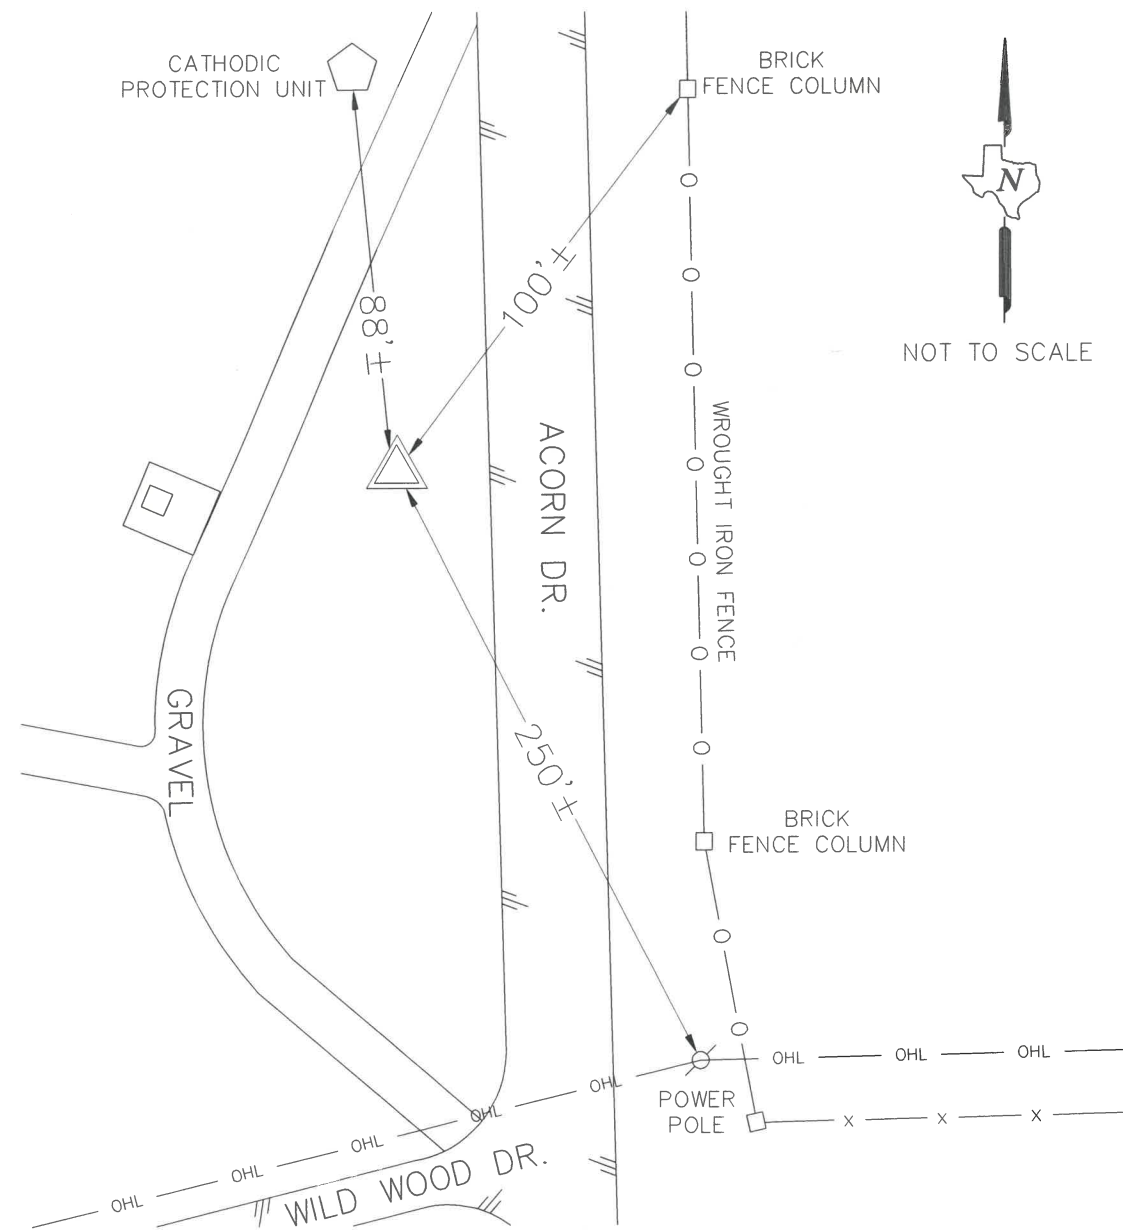 CATHODIC
PROTECTION UNIT
BRICK
FENCE COLUMN
N
NOT TO SCALE
100'±
88'±
WROUGHT IRON FENCE
ACORN DR.
GRAVEL
250'±
BRICK
FENCE COLUMN
OHL
OHL
OHL
OHL
OHL
OHL
OHL
OHL
POWER
POLE
X
X
X
WILD WOOD DR.